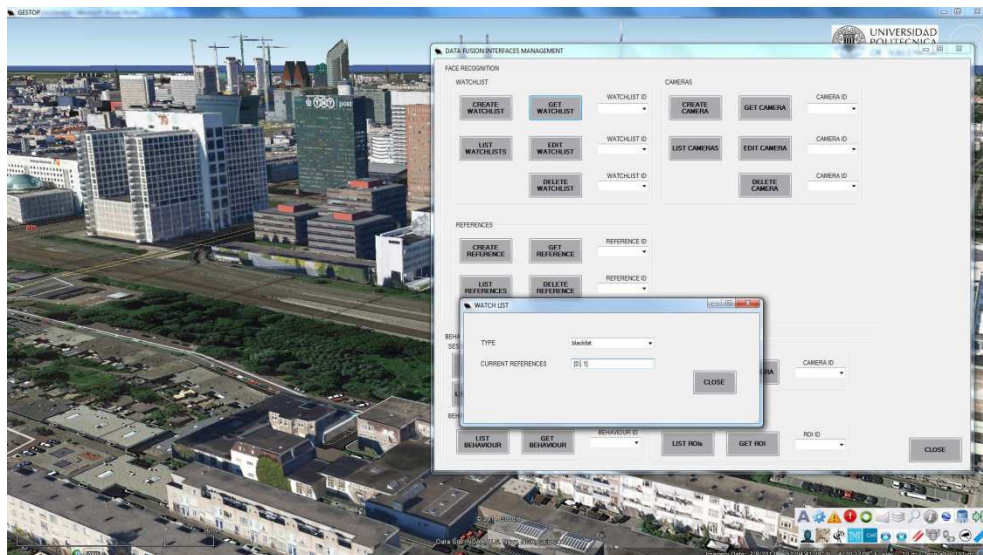 GESTOP
UNIVERSIDAD
POLITECNICA
DATA FUSION INTERFACES MANAGEMENT
FACE RECOGNITION
WATCHLIST
CREATE WATCHLIST
GET WATCHLIST
WATCHLIST ID
LIST WATCHLISTS
EDIT WATCHLIST
WATCHLIST ID
DELETE WATCHLIST
WATCHLIST ID
CAMERAS
CREATE CAMERA
GET CAMERA
CAMERA ID
LIST CAMERAS
EDIT CAMERA
CAMERA ID
DELETE CAMERA
CAMERA ID
REFERENCES
CREATE REFERENCE
GET REFERENCE
REFERENCE ID
LIST REFERENCES
DELETE REFERENCE
REFERENCE ID
WATCH LIST
TYPE
blacklist
CURRENT REFERENCES
CLOSE
CAMERA ID
LIST BEHAVIOUR
GET BEHAVIOUR
BEHAVIOUR ID
LIST ROIs
GET ROI
ROI ID
CLOSE
TNT post